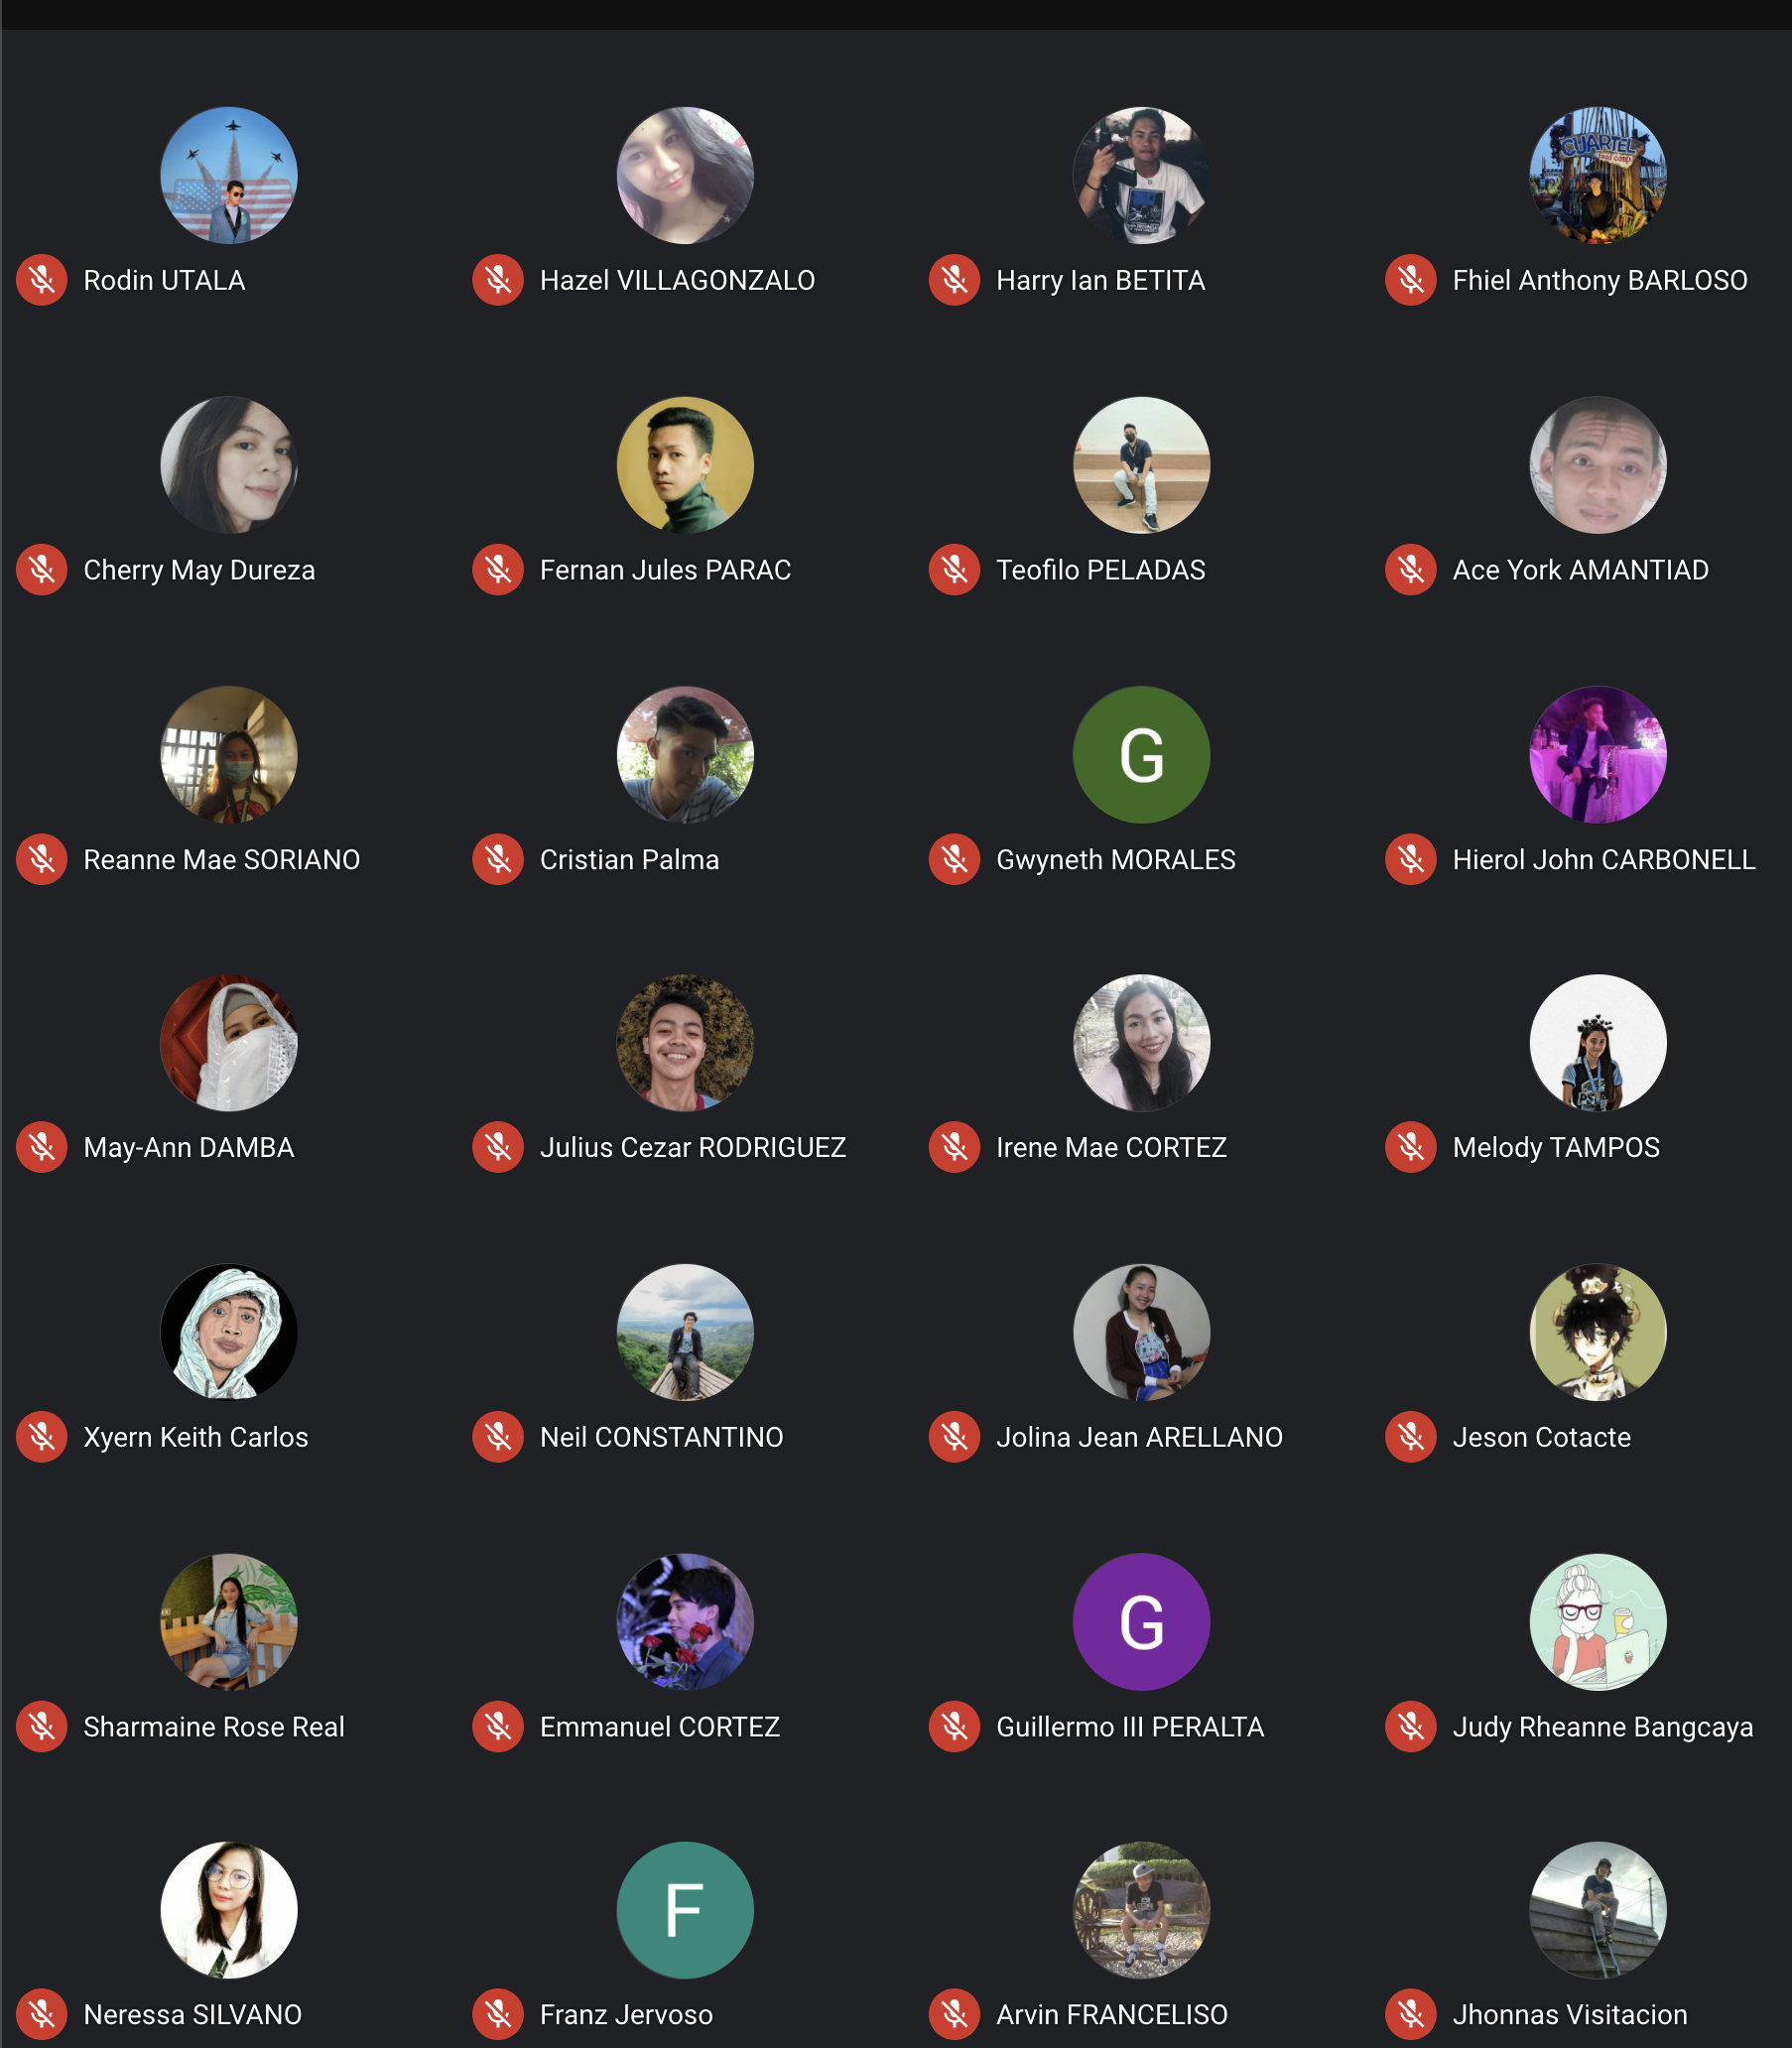 CUARTEL
Rodin UTALA
Hazel VILLAGONZALO
Harry Ian BETITA
Fhiel Anthony BARLOSO
Cherry May Dureza
Fernan Jules PARAC
Teofilo PELADAS
Ace York AMANTIAD
G
Reanne Mae SORIANO
Cristian Palma
Gwyneth MORALES
Hierol John CARBONELL
May-Ann DAMBA
Julius Cezar RODRIGUEZ
Irene Mae CORTEZ
Melody TAMPOS
Xyern Keith Carlos
Neil CONSTANTINO
Jolina Jean ARELLANO
Jeson Cotacte
G
Sharmaine Rose Real
Emmanuel CORTEZ
Guillermo III PERALTA
Judy Rheanne Bangcaya
F
Neressa SILVANO
Franz Jervoso
Arvin FRANCELISO
Jhonnas Visitacion